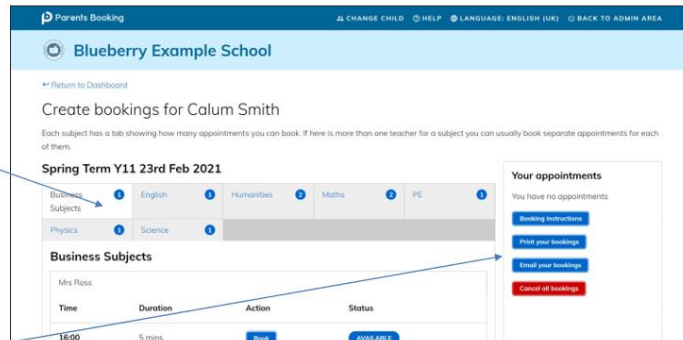 Parents Booking
CHANGE CHILD HELP LANGUAGE: ENGLISH (UK) BACK TO ADMIN AREA
Blueberry Example School
Return to Dashboard
Create bookings for Calum Smith
Each subject has a tab showing how many appointments you can book. If here is more than one teacher for a subject you can usually book separate appointments for each
of them.
Spring Term Y11 23rd Feb 2021
Business Subjects 1 English 1 Humanities 2 Maths 2 PE 1
Physics 1 Science 1
Business Subjects
Mrs Ross
Time Duration Action Status
16:00 5 mins Book AVAILABLE
Your appointments
You have no appointments
Booking instructions
Print your bookings
Email your bookings
Cancel all bookings